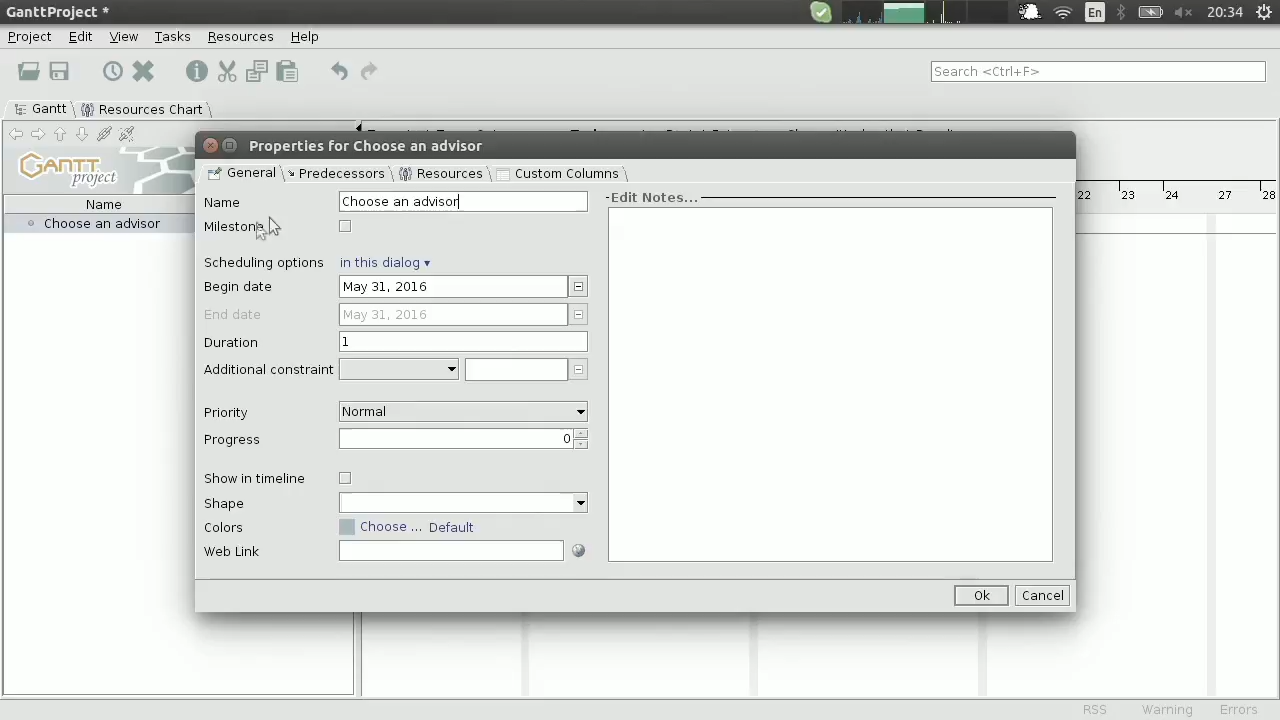 GanttProject *
En
20:34
Project Edit View Tasks Resources Help
Search <Ctrl+F>
Gantt Resources Chart
GANTT project
Properties for Choose an advisor
22 23 24 27 28
Name
Choose an advisor
General Predecessors Resources Custom Columns
Name Choose an advisor
Milestone
Scheduling options in this dialog
Begin date May 31, 2016
End date May 31, 2016
Duration 1
Additional constraint
Priority Normal
Progress 0
Show in timeline
Shape
Colors Choose ... Default
Web Link
Edit Notes...
Ok Cancel
RSS Warning Errors